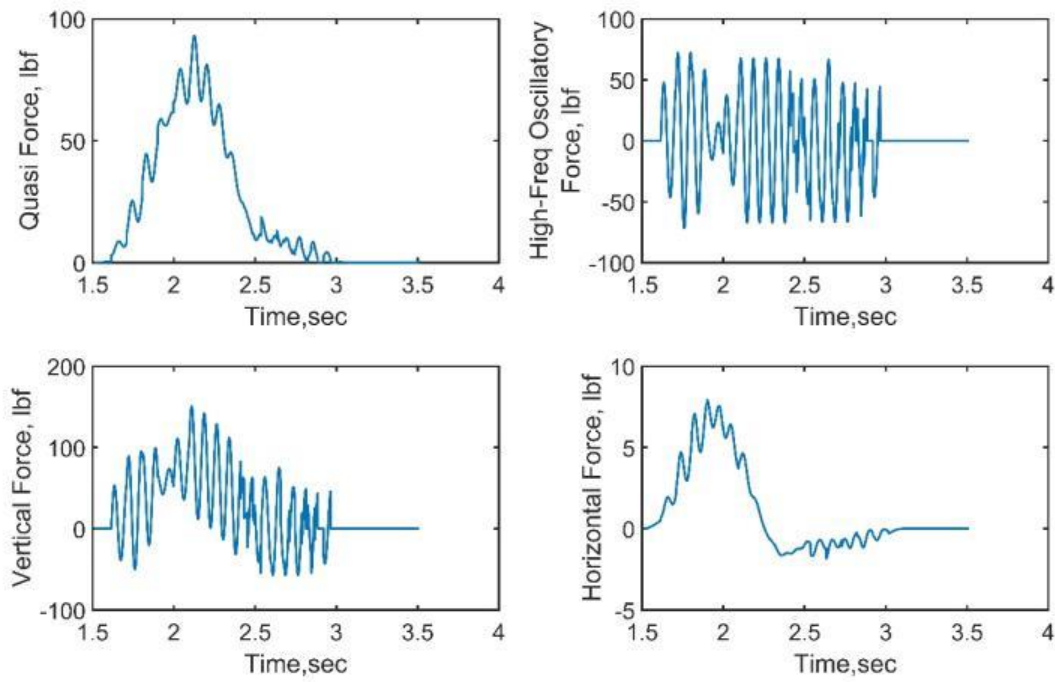 Quasi Force, lbf
100
50
0
1.5 2 2.5 3 3.5 4
Time,sec
High-Freq Oscillatory
Force, lbf
100
50
0
-50
-100
1.5 2 2.5 3 3.5 4
Time,sec
Vertical Force, lbf
200
100
0
-100
1.5 2 2.5 3 3.5 4
Time,sec
Horizontal Force, lbf
10
5
0
-5
1.5 2 2.5 3 3.5 4
Time,sec